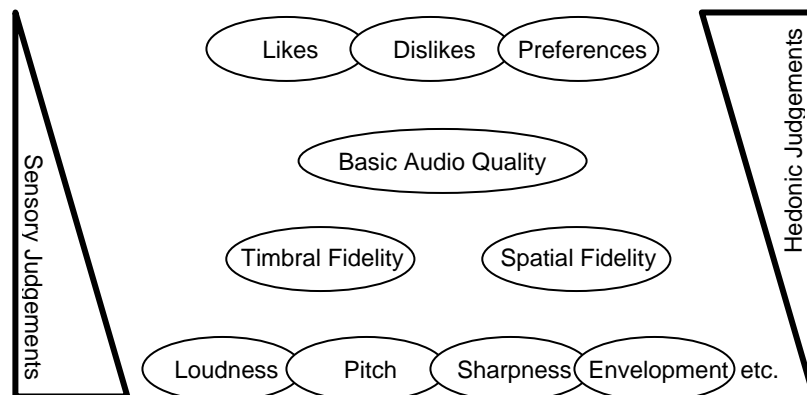 Likes Dislikes Preferences
Basic Audio Quality
Timbral Fidelity Spatial Fidelity
Loudness Pitch Sharpness Envelopment etc.
Sensory Judgements
Hedonic Judgements